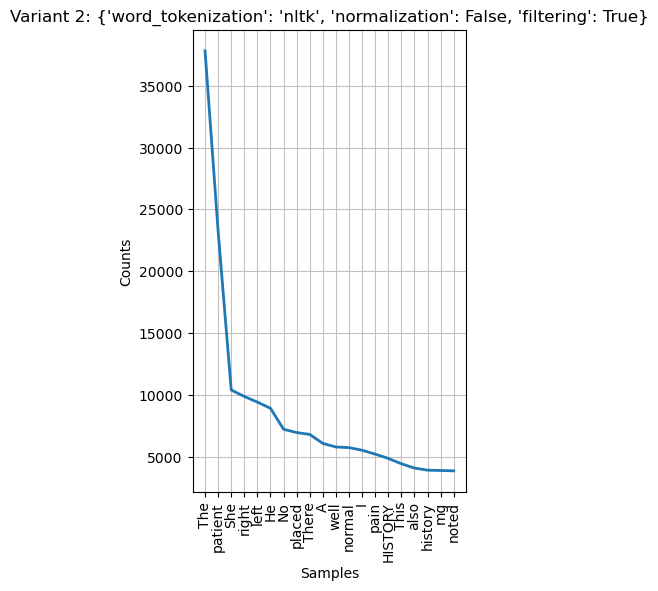 Variant 2: {'word_tokenization': 'nltk', 'normalization': False, 'filtering': True}
35000
30000
25000
20000
15000
10000
5000
Counts
The
patient
She
right
left
He
No
placed
There
A
well
normal
I
pain
HISTORY
This
also
history
mg
noted
Samples